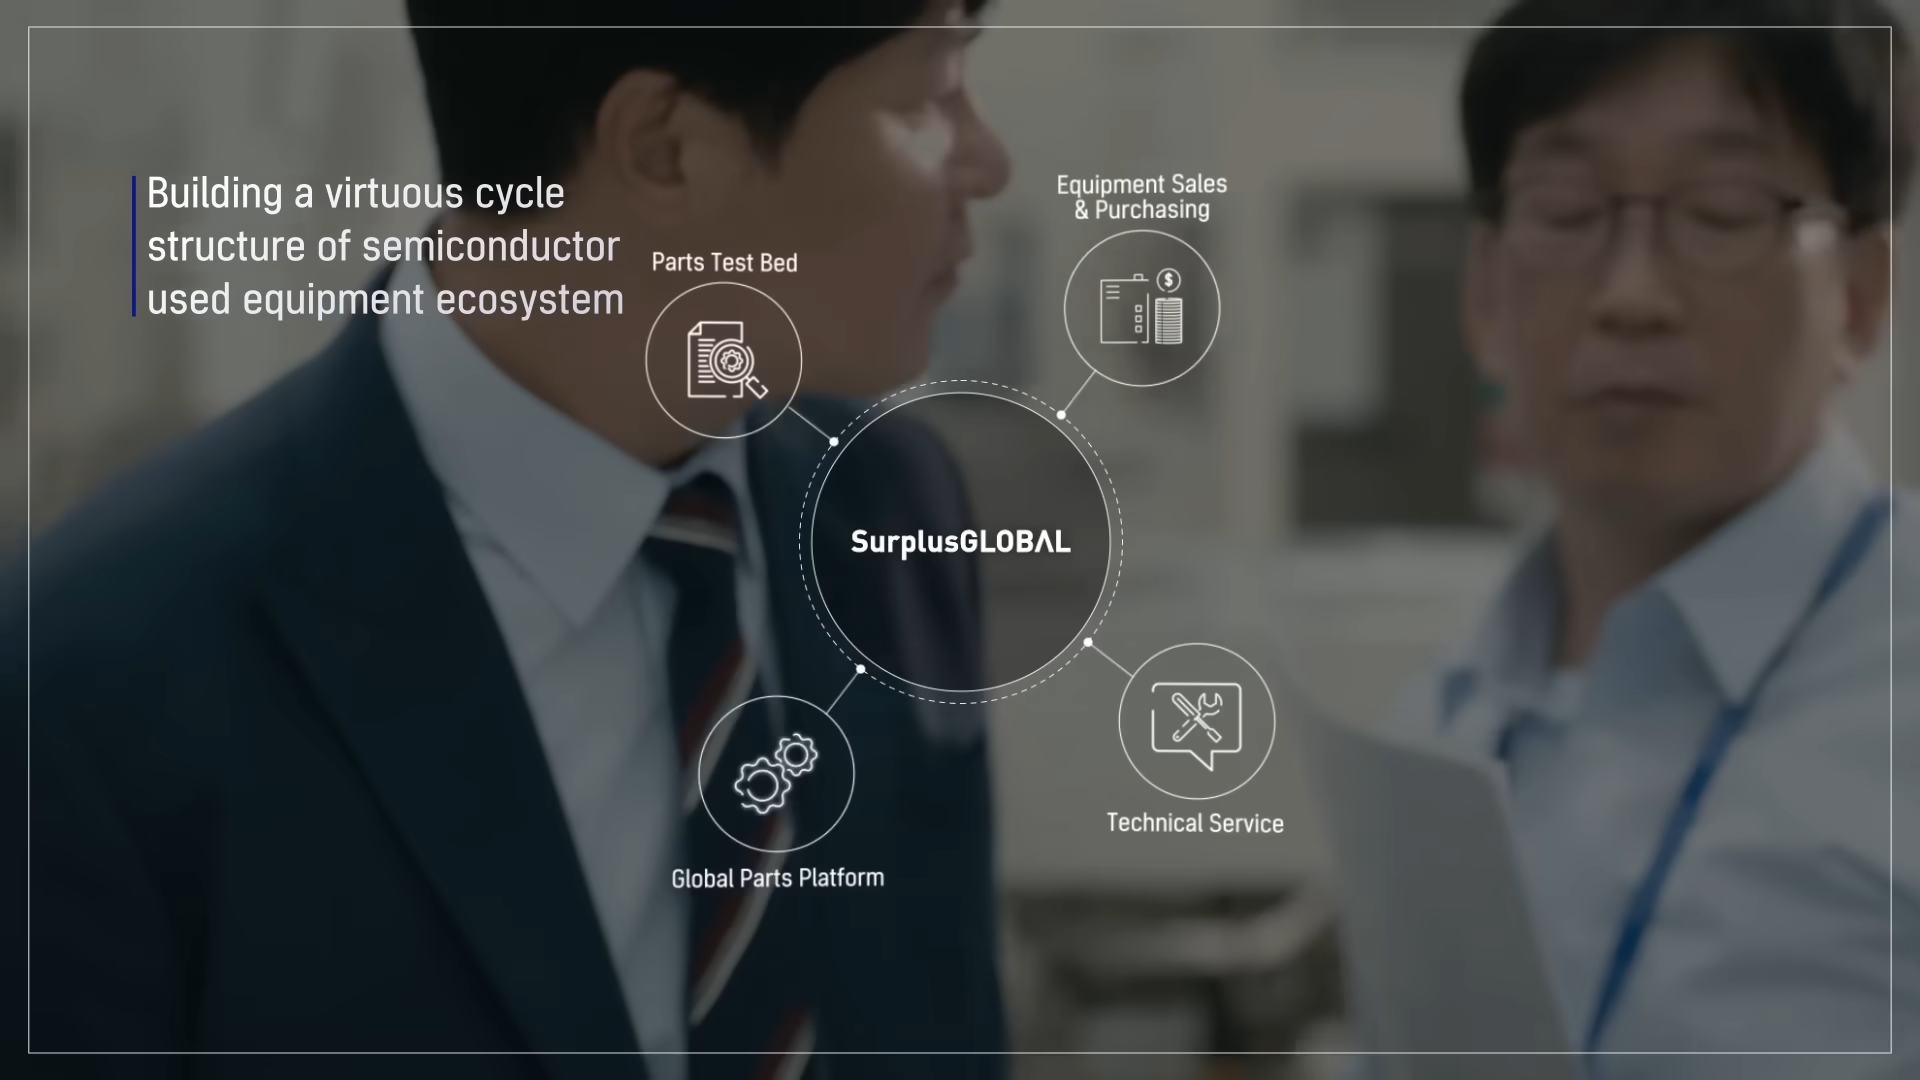 Building a virtuous cycle
structure of semiconductor
used equipment ecosystem
Parts Test Bed
Equipment Sales
& Purchasing
$
SurplusGLOBAL
Technical Service
Global Parts Platform